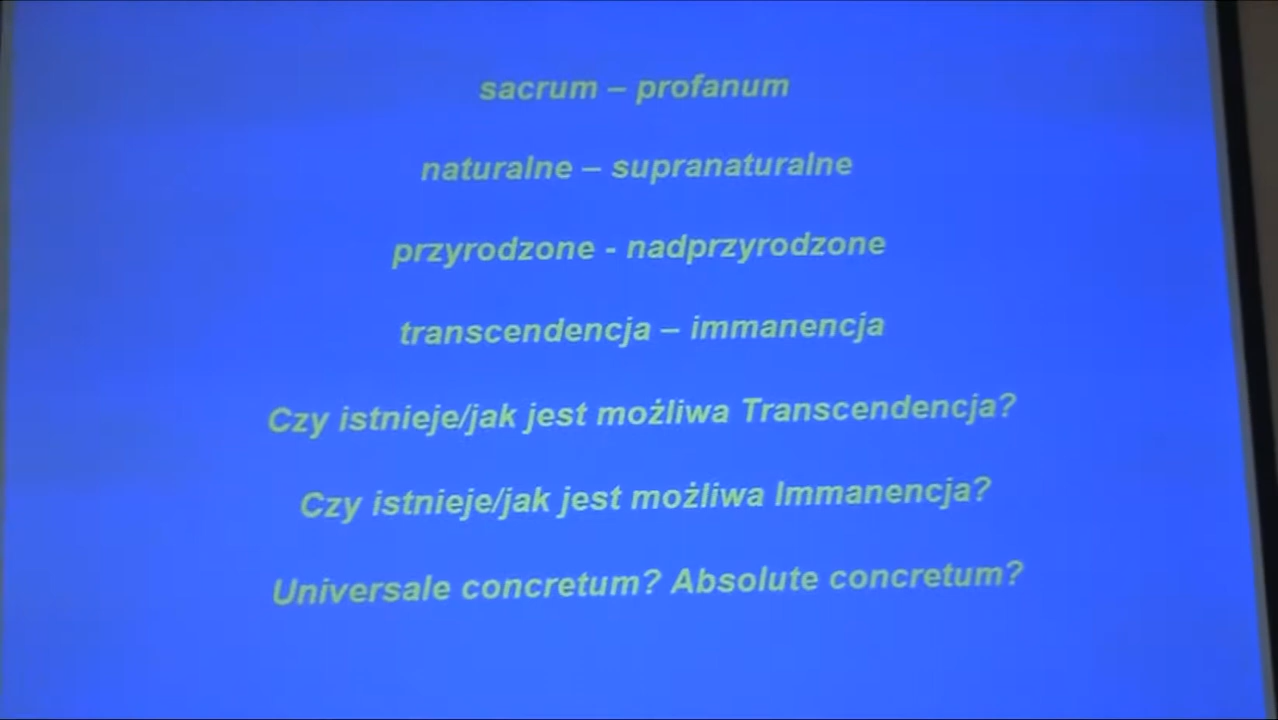 sacrum – profanum
naturalne – supranaturalne
przyrodzone - nadprzyrodzone
transcendencja – immanencja
Czy istnieje/jak jest możliwa Transcendencja?
Czy istnieje/jak jest możliwa Immanencja?
Universale concretum? Absolute concretum?